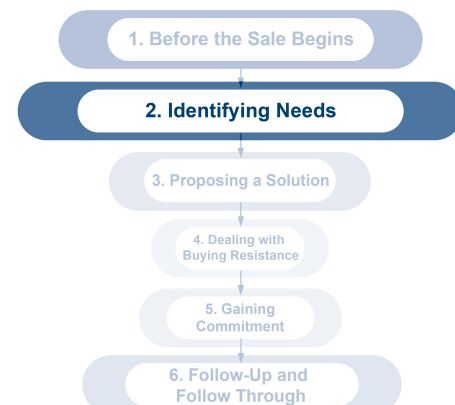 1. Before the Sale Begins
2. Identifying Needs
3. Proposing a Solution
4. Dealing with
Buying Resistance
5. Gaining
Commitment
6. Follow-Up and
Follow Through